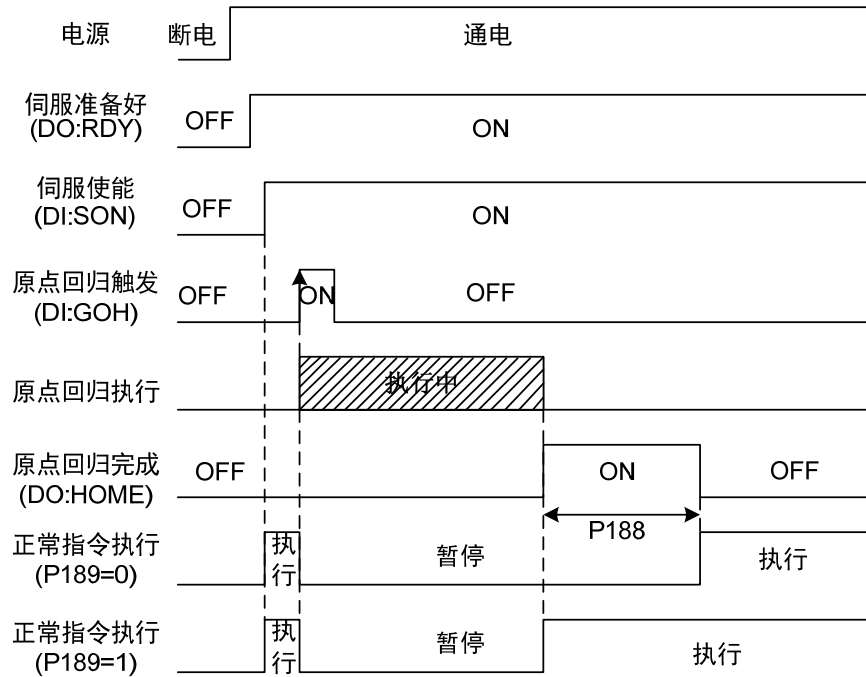 电源 断电 通电
伺服准备好
(DO:RDY) OFF ON
伺服使能
(DI:SON) OFF ON
原点回归触发
(DI:GOH) OFF ON OFF
原点回归执行 执行中
原点回归完成
(DO:HOME) OFF ON OFF
P188
正常指令执行
(P189=0) 执行 暂停 执行
正常指令执行
(P189=1) 执行 暂停 执行